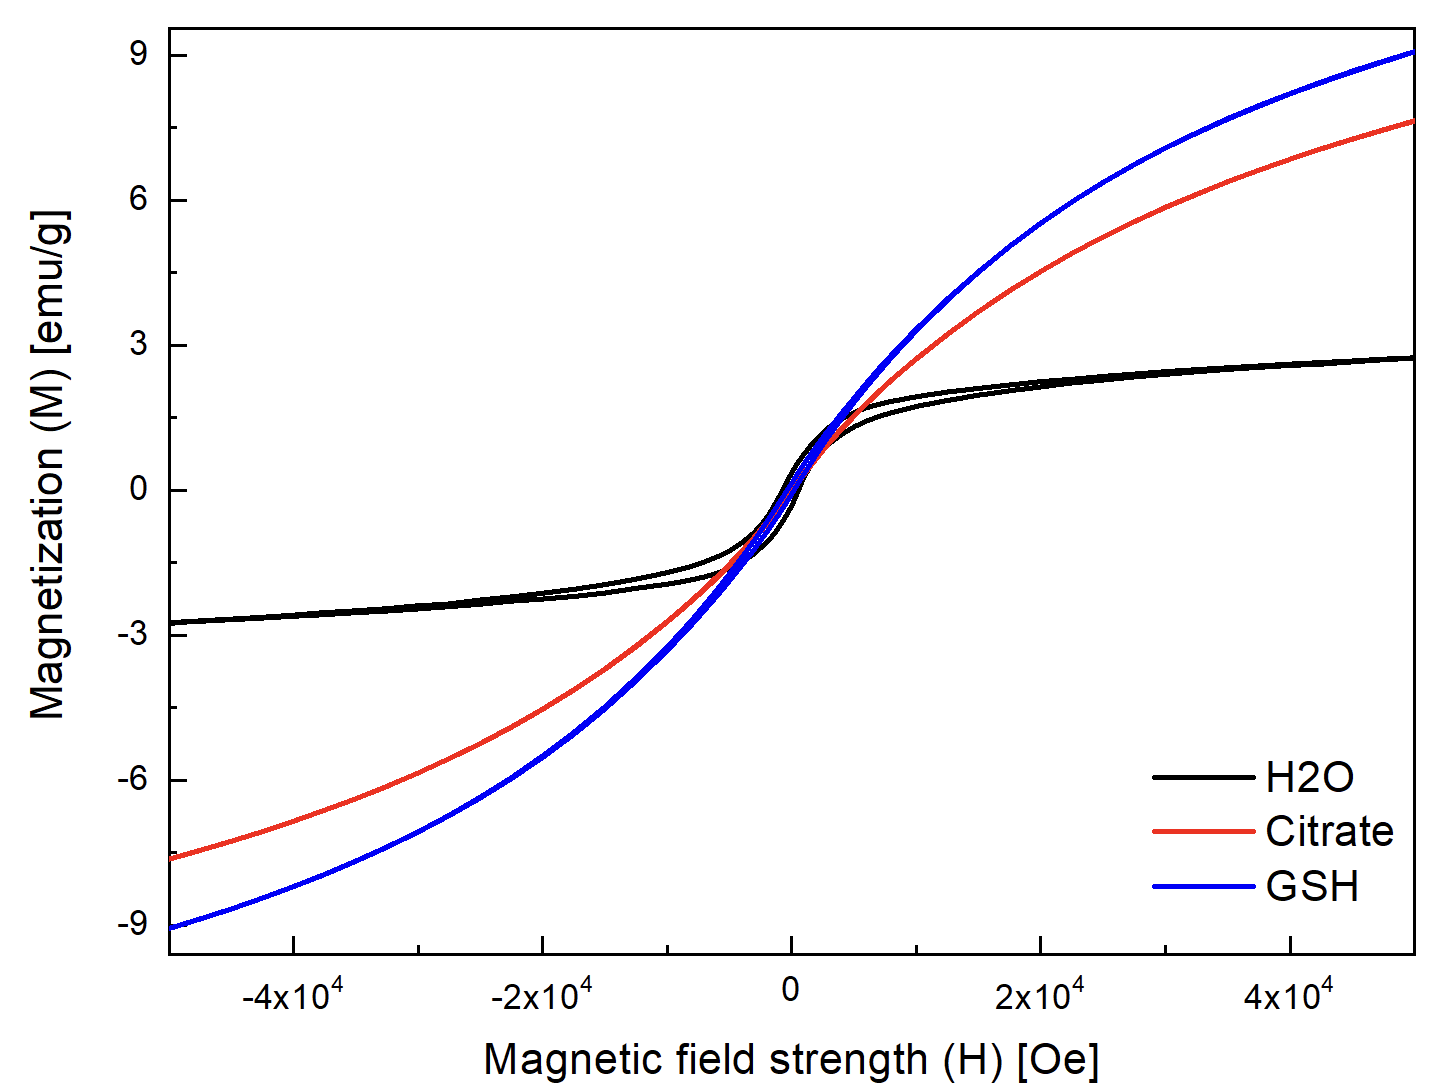 9
6
3
0
-3
-6
-9
Magnetization (M) [emu/g]
H2O
Citrate
GSH
-4x10⁴
-2x10⁴
0
2x10⁴
4x10⁴
Magnetic field strength (H) [Oe]